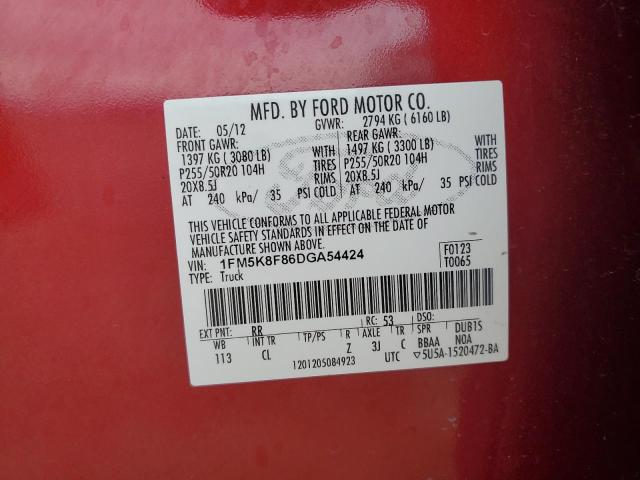 MFD. BY FORD MOTOR CO.
DATE: 05/12 GVWR: 2794 KG ( 6160 LB)
FRONT GAWR: REAR GAWR:
1397 KG ( 3080 LB) WITH 1497 KG ( 3300 LB) WITH
P255/50R20 104H TIRES P255/50R20 104H TIRES
20X8.5J RIMS 20X8.5J RIMS
AT 240 kPa/ 35 PSI COLD AT 240 kPa/ 35 PSI COLD
THIS VEHICLE CONFORMS TO ALL APPLICABLE FEDERAL MOTOR
VEHICLE SAFETY STANDARDS IN EFFECT ON THE DATE OF
MANUFACTURE SHOWN ABOVE.
VIN: 1FM5K8F86DGA54424 F0123
TYPE: Truck T0065
EXT PNT: RR RC: 53 DSO:
WB INT TR TP/PS R AXLE TR SPR DUB1S
113 CL Z 3J C BBAA N0A
1201205084923 UTC ▽5U5A-1520472-BA